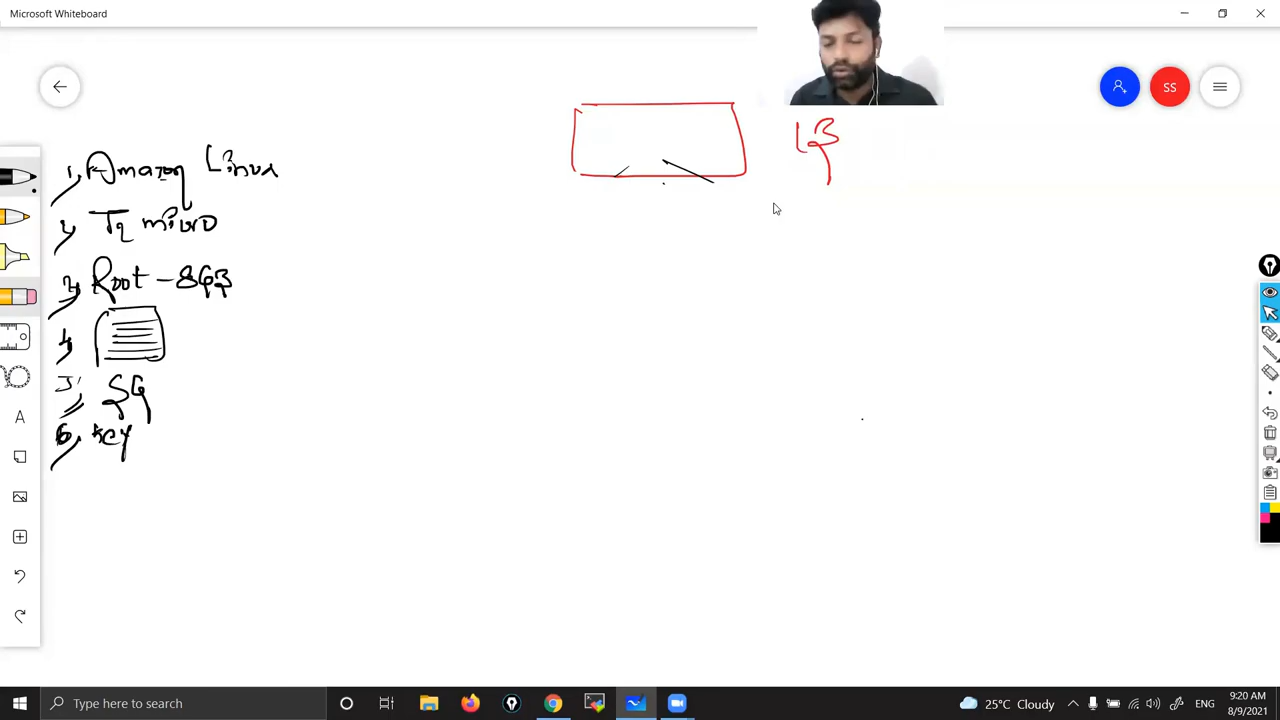 Microsoft Whiteboard
SS
1, Amazon Linux
2, T2 micro
3, Root - 8GB
4,
5, SG
6, key
LB
A
Type here to search
25°C Cloudy
ENG
9:20 AM
8/9/2021